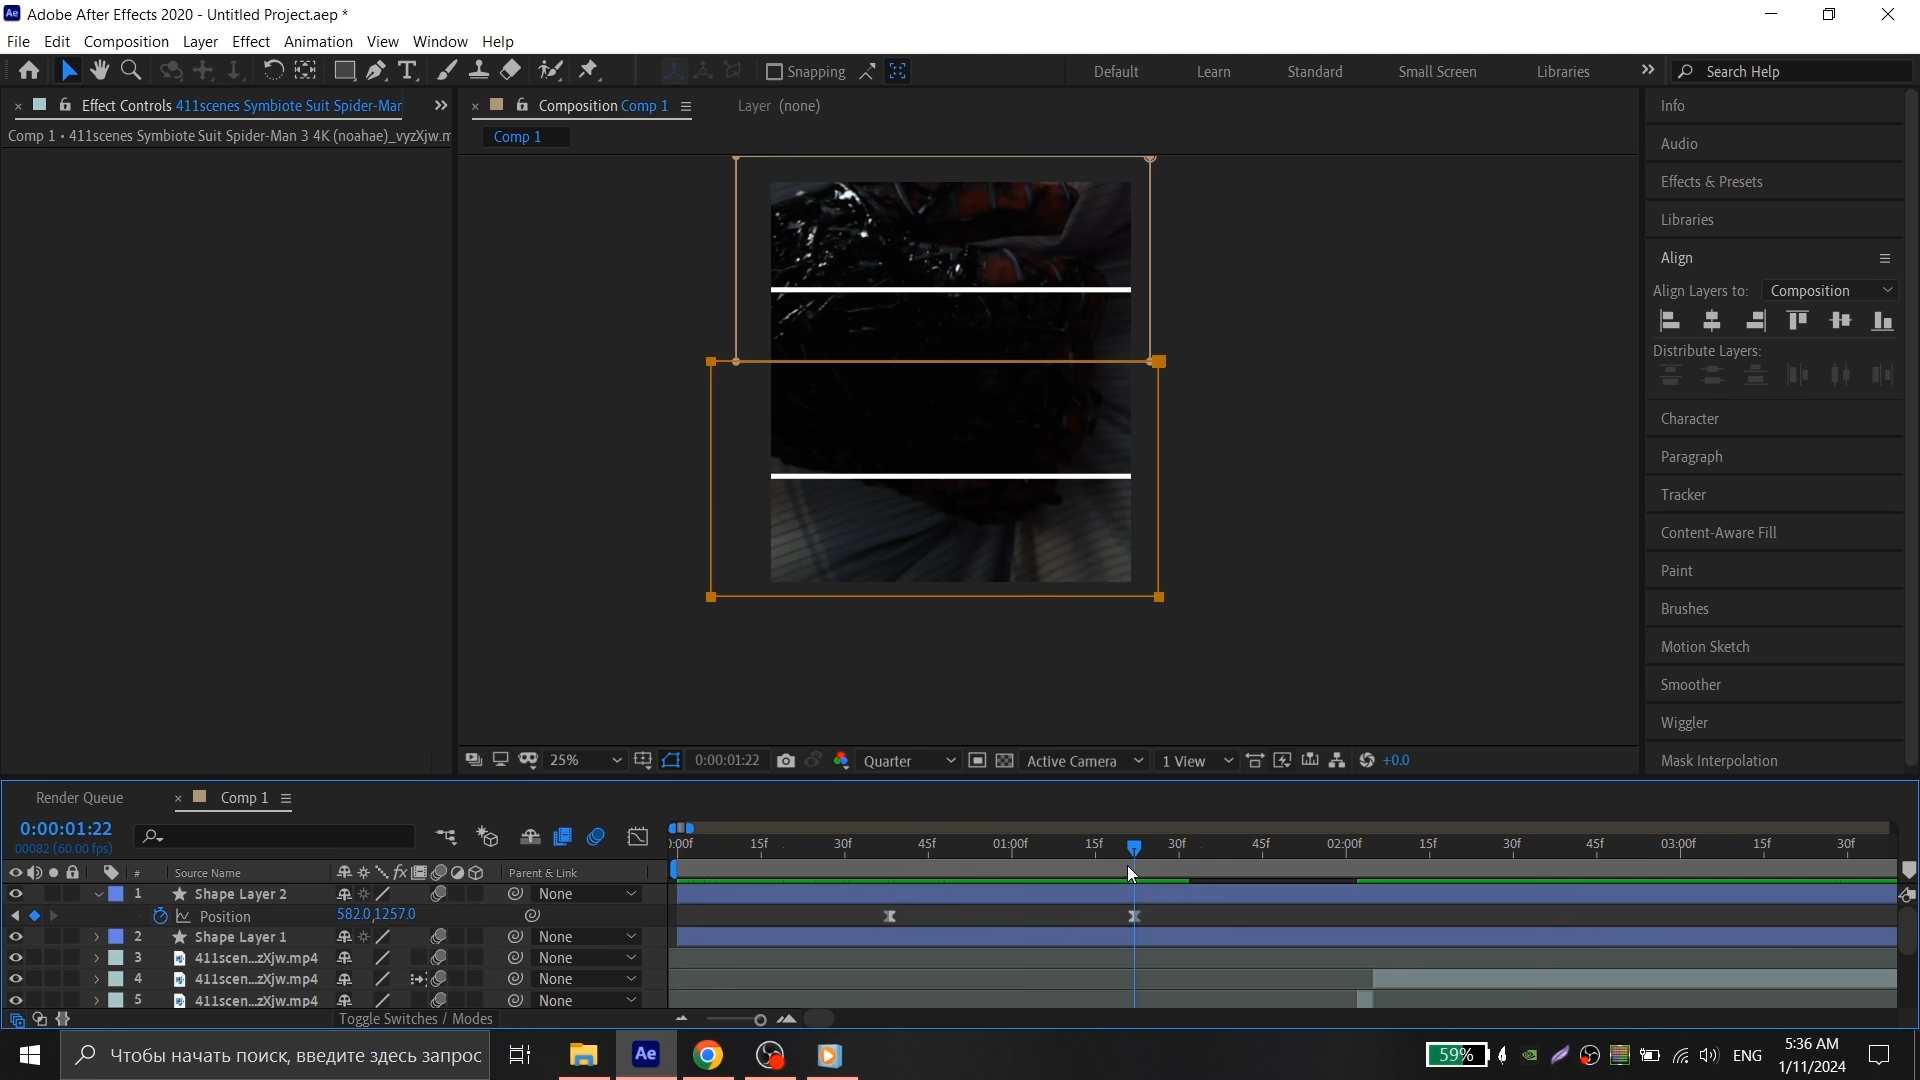 Adobe After Effects 2020 - Untitled Project.aep *
File Edit Composition Layer Effect Animation View Window Help
Snapping
Default Learn Standard Small Screen Libraries
Search Help
Effect Controls 411scenes Symbiote Suit Spider-Man
Composition Comp 1
Layer (none)
Comp 1 • 411scenes Symbiote Suit Spider-Man 3 4K (noahae)_vyzXjw.m
Comp 1
Info
Audio
Effects & Presets
Libraries
Align
Align Layers to: Composition
Distribute Layers:
Character
Paragraph
Tracker
Content-Aware Fill
Paint
Brushes
Motion Sketch
Smoother
Wiggler
Mask Interpolation
25% 0:00:01:22 Quarter Active Camera 1 View +0.0
Render Queue Comp 1
0:00:01:22
00082 (60.00 fps)
:00f 15f 30f 45f 01:00f 15f 30f 45f 02:00f 15f 30f 45f 03:00f 15f 30f
# Source Name fx Parent & Link
1 Shape Layer 2 None
Position 582.0,1257.0
2 Shape Layer 1 None
3 411scen...zXjw.mp4 None
4 411scen...zXjw.mp4 None
5 411scen...zXjw.mp4 None
Toggle Switches / Modes
Чтобы начать поиск, введите здесь запрос
Ae
59%
ENG
5:36 AM
1/11/2024